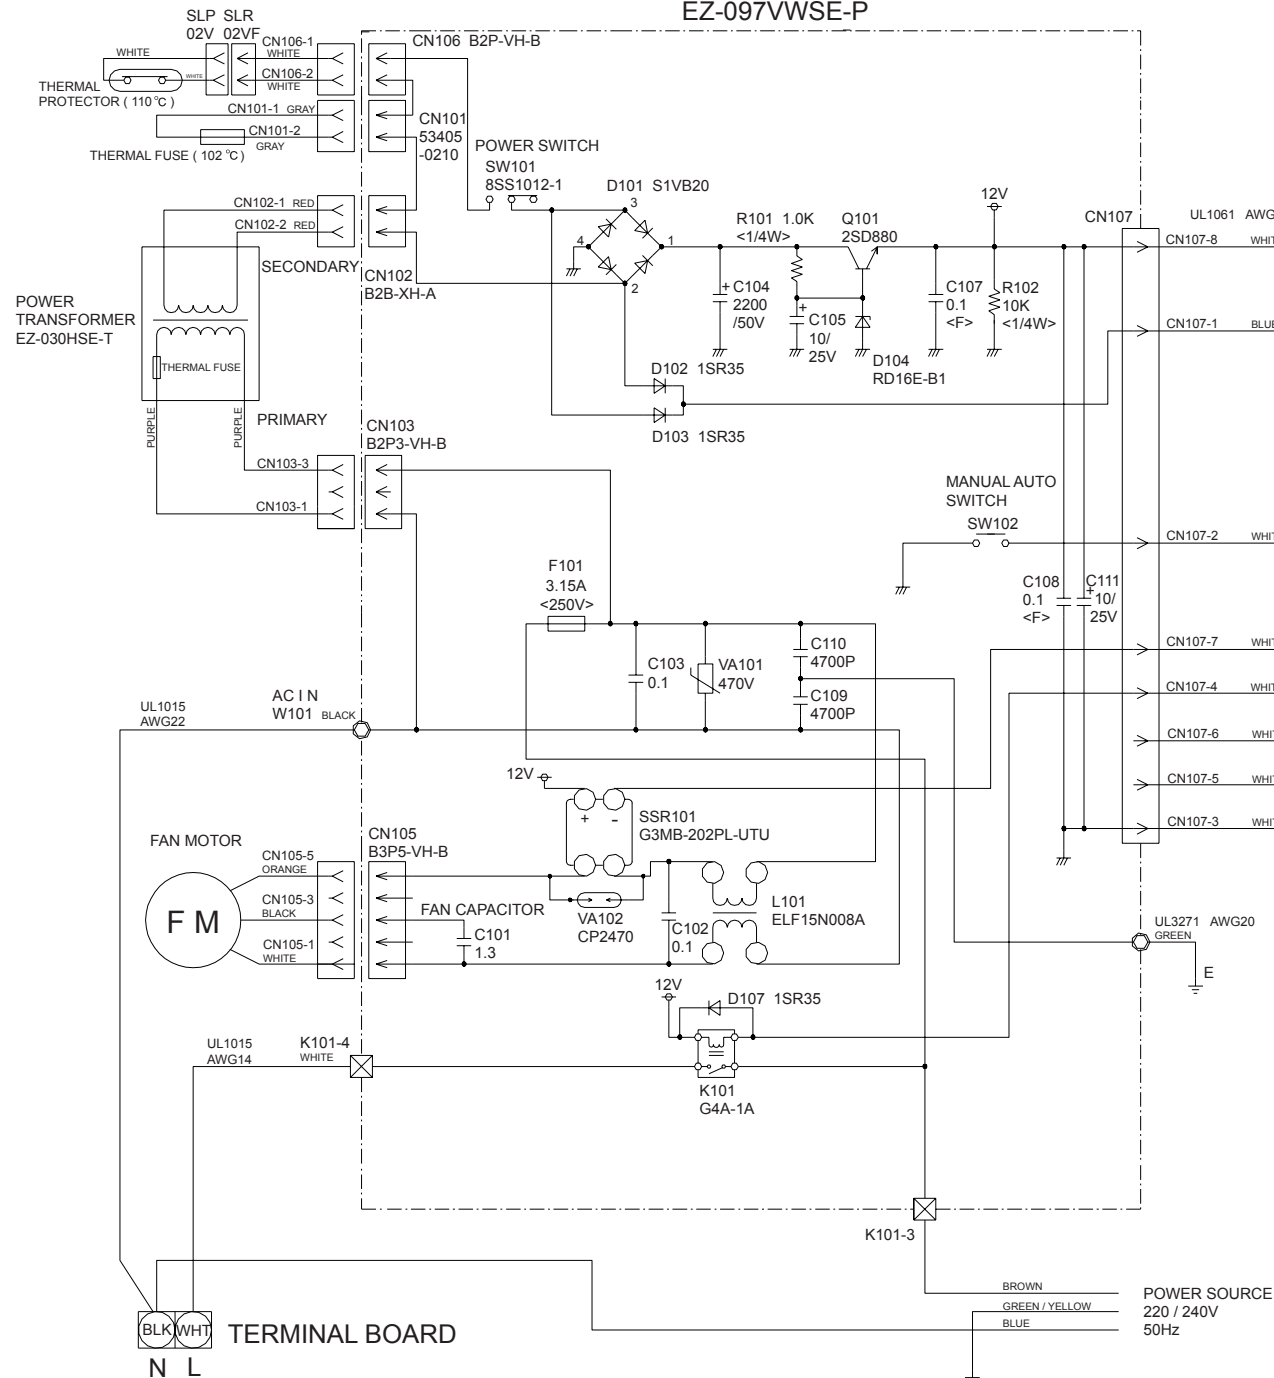 EZ-097VWSE-P
SLP SLR
02V 02VF
CN106-1
WHITE
CN106-2
WHITE
WHITE
WHITE
THERMAL
PROTECTOR ( 110 °C )
CN101-1 GRAY
CN101-2
GRAY
THERMAL FUSE ( 102 °C )
CN106 B2P-VH-B
CN101
53405
-0210
POWER SWITCH
SW101
8SS1012-1
D101 S1VB20
3
4
1
2
R101 1.0K
<1/4W>
Q101
2SD880
12V
CN107
UL1061 AWG
CN107-8
CN102-1 RED
CN102-2 RED
SECONDARY
CN102
B2B-XH-A
POWER
TRANSFORMER
EZ-030HSE-T
THERMAL FUSE
PURPLE
PURPLE
PRIMARY
+ C104
2200
/50V
+
C105
10/
25V
D104
RD16E-B1
C107
0.1
<F>
R102
10K
<1/4W>
CN107-1
D102 1SR35
D103 1SR35
CN103
B2P3-VH-B
CN103-3
CN103-1
MANUAL AUTO
SWITCH
SW102
CN107-2
F101
3.15A
<250V>
C108
0.1
<F>
C111
+
10/
25V
C103
0.1
VA101
470V
C110
4700P
C109
4700P
CN107-7
CN107-4
CN107-6
CN107-5
CN107-3
AC I N
W101 BLACK
UL1015
AWG22
12V
+ -
SSR101
G3MB-202PL-UTU
FAN MOTOR
F M
CN105-5
ORANGE
CN105-3
BLACK
CN105-1
WHITE
CN105
B3P5-VH-B
FAN CAPACITOR
C101
1.3
VA102
CP2470
C102
0.1
L101
ELF15N008A
UL3271 AWG20
GREEN
E
12V
D107 1SR35
UL1015
AWG14
K101-4
WHITE
K101
G4A-1A
K101-3
BROWN
GREEN / YELLOW
BLUE
POWER SOURCE
220 / 240V
50Hz
BLK WHT
TERMINAL BOARD
N L